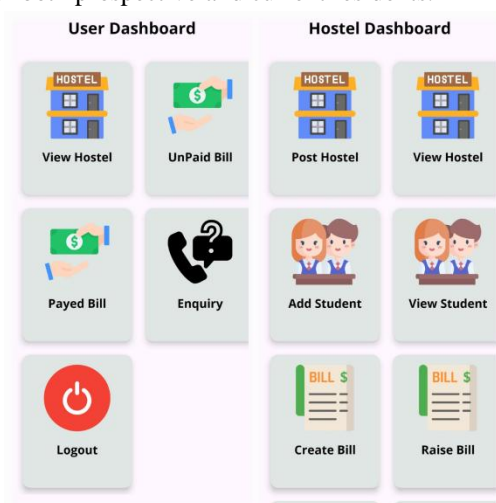 User Dashboard
Hostel Dashboard
HOSTEL
HOSTEL
HOSTEL
$
View Hostel
UnPaid Bill
Post Hostel
View Hostel
$
Payed Bill
Enquiry
Add Student
View Student
BILL $
BILL $
Logout
Create Bill
Raise Bill